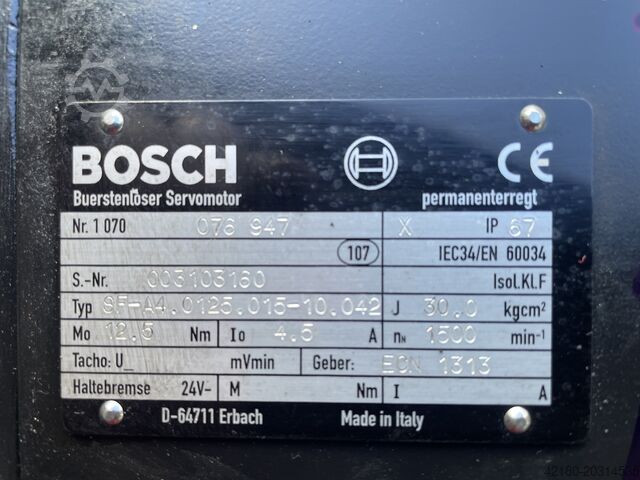 BOSCH
CE
Buerstenloser Servomotor permanenterregt
Nr. 1 070 076 947 X IP 67
107 IEC34/EN 60034
S.-Nr. 003103160 Isol.Kl.F
Typ SF-A4.0125.015-10.042 J 30.0 kgcm²
Mo 12.5 Nm Io 4.5 A nN 1500 min⁻¹
Tacho: U_ mVmin Geber: ECN 1313
Haltebremse 24V- M Nm I A
D-64711 Erbach Made in Italy